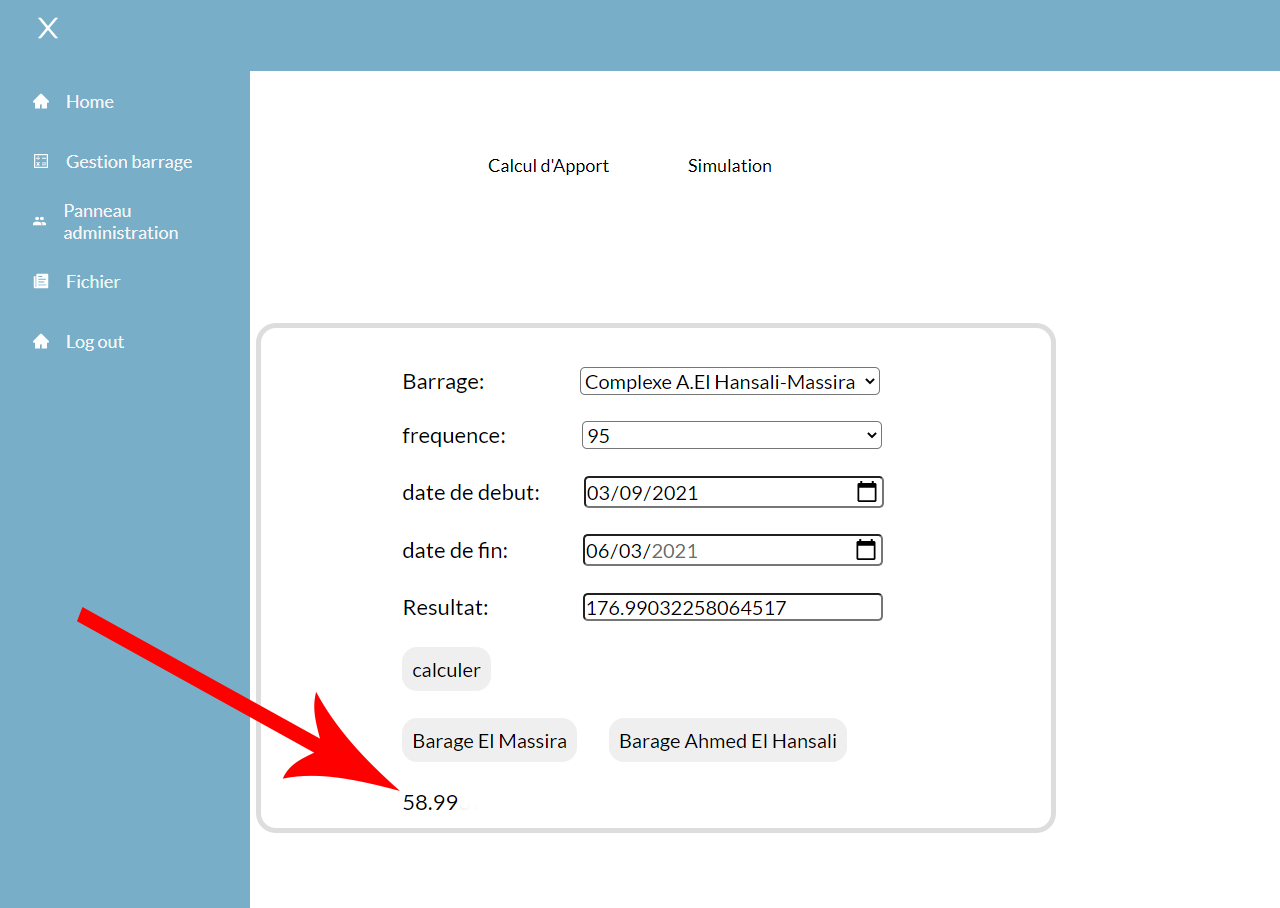 X
Home
Gestion barrage
Panneau
administration
Fichier
Log out
Calcul d'Apport Simulation
Barrage: Complexe A.El Hansali-Massira
frequence: 95
date de debut: 03/09/2021
date de fin: 06/03/2021
Resultat: 176.99032258064517
calculer
Barage El Massira Barage Ahmed El Hansali
58.99